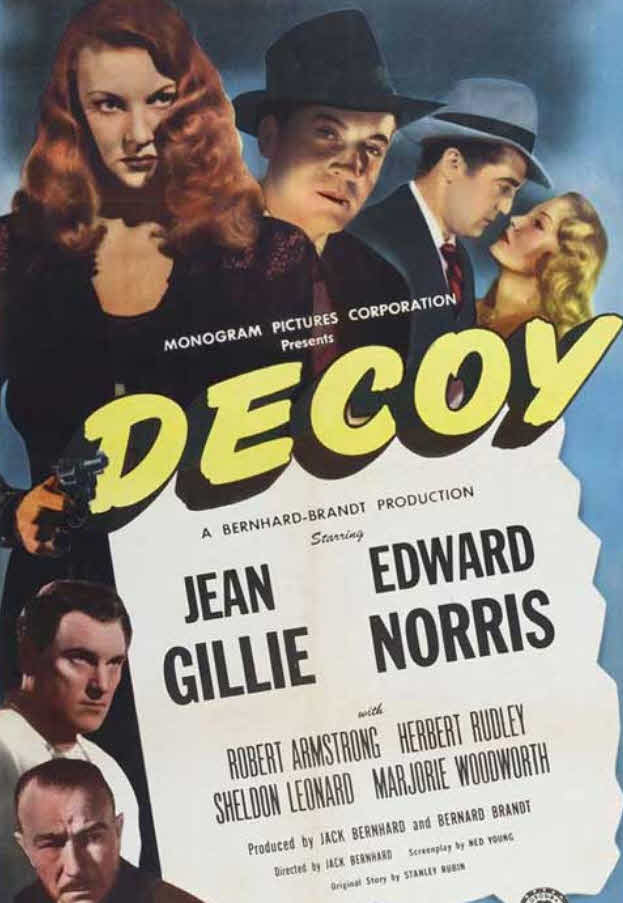 MONOGRAM PICTURES CORPORATION
Presents
DECOY
A BERNHARD-BRANDT PRODUCTION
Starring
JEAN GILLIE
EDWARD NORRIS
with
ROBERT ARMSTRONG HERBERT RUDLEY
SHELDON LEONARD MARJORIE WOODWORTH
Produced by JACK BERNHARD and BERNARD BRANDT
Directed by JACK BERNHARD Screenplay by NED YOUNG
Original Story by STANLEY RUBIN